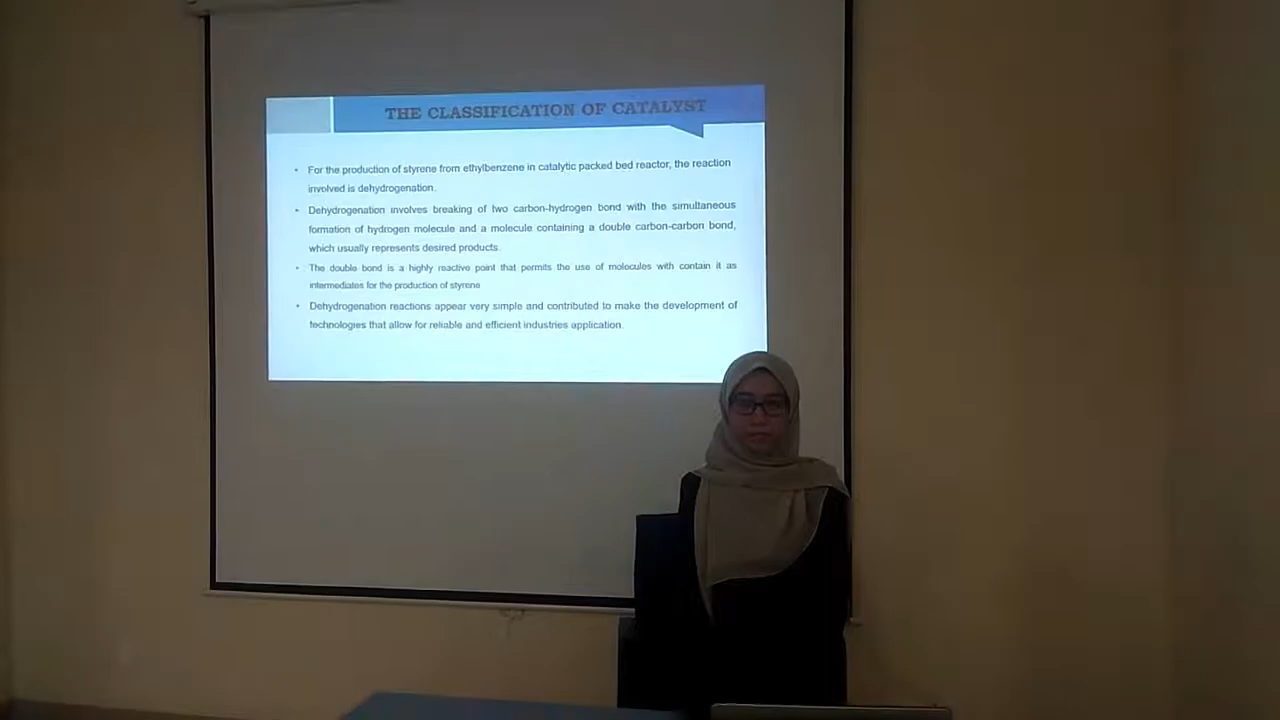 THE CLASSIFICATION OF CATALYST
• For the production of styrene from ethylbenzene in catalytic packed bed reactor, the reaction
involved is dehydrogenation.
• Dehydrogenation involves breaking of two carbon-hydrogen bond with the simultaneous
formation of hydrogen molecule and a molecule containing a double carbon-carbon bond,
which usually represents desired products.
• The double bond is a highly reactive point that permits the use of molecules with contain it as
intermediates for the production of styrene
• Dehydrogenation reactions appear very simple and contributed to make the development of
technologies that allow for reliable and efficient industries application.